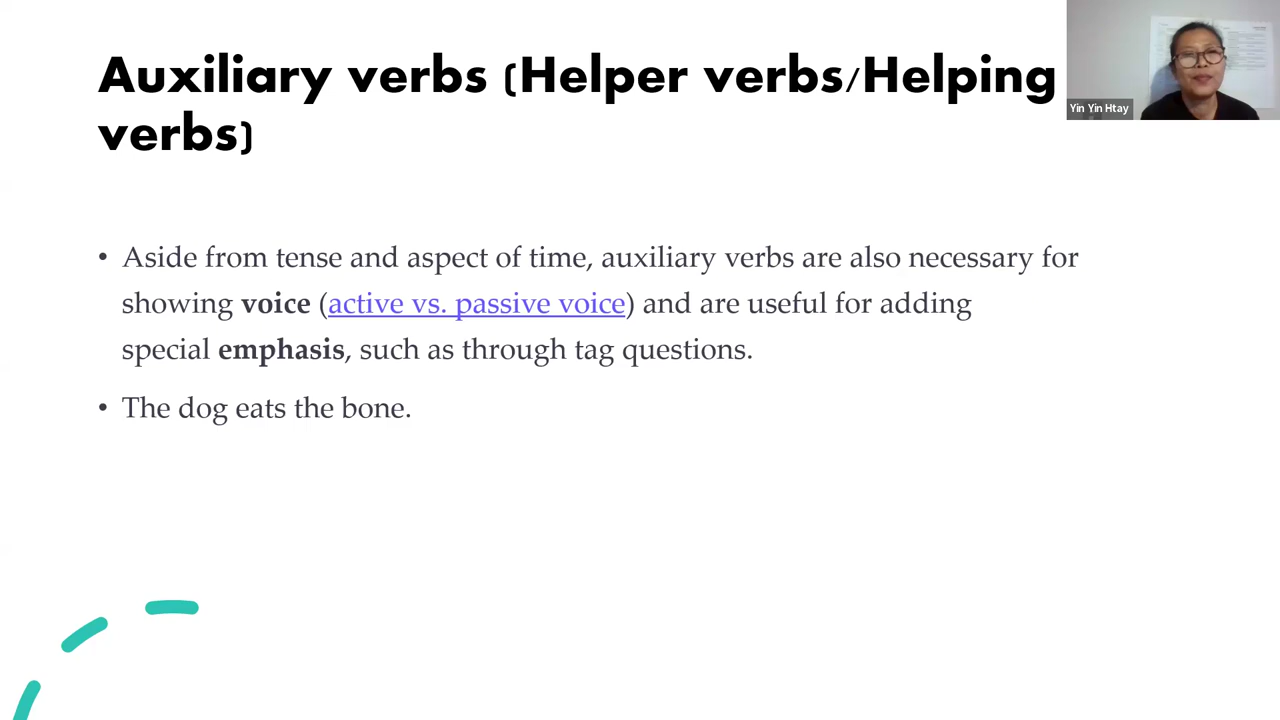 Auxiliary verbs (Helper verbs/Helping
verbs)
Yin Yin Htay
• Aside from tense and aspect of time, auxiliary verbs are also necessary for
showing voice (active vs. passive voice) and are useful for adding
special emphasis, such as through tag questions.
• The dog eats the bone.